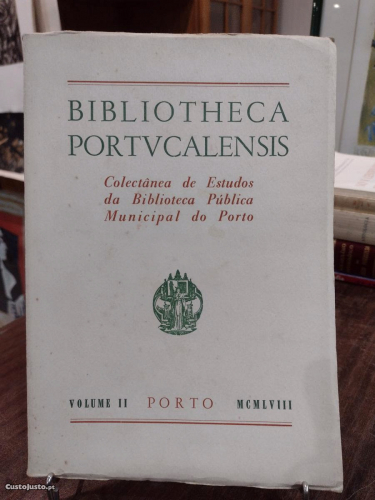 BIBLIOTHECA
PORTVCALENSIS
Colectânea de Estudos
da Biblioteca Pública
Municipal do Porto
VOLUME II PORTO MCMLVIII
Custojusto.pt